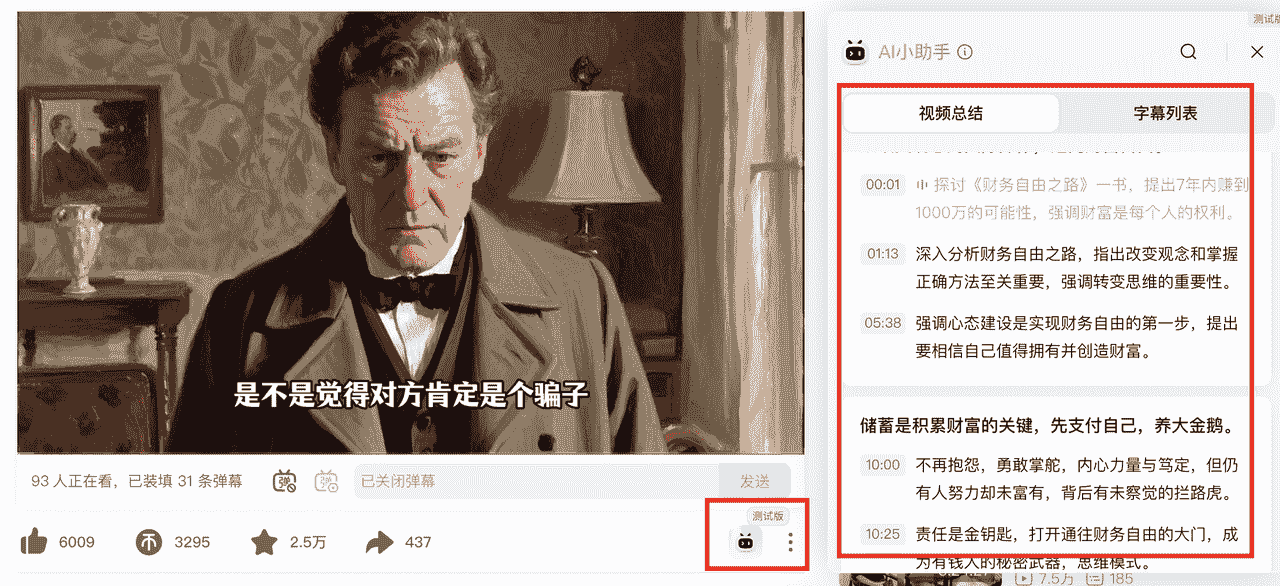 是不是觉得对方肯定是个骗子
93 人正在看，已装填 31 条弹幕
已关闭弹幕
发送
测试版
6009
3295
2.5万
437
测试版
AI小助手
视频总结
字幕列表
00:01
探讨《财务自由之路》一书，提出7年内赚到
1000万的可能性，强调财富是每个人的权利。
01:13
深入分析财务自由之路，指出改变观念和掌握
正确方法至关重要，强调转变思维的重要性。
05:38
强调心态建设是实现财务自由的第一步，提出
要相信自己值得拥有并创造财富。
储蓄是积累财富的关键，先支付自己，养大金鹅。
10:00
不再抱怨，勇敢掌舵，内心力量与笃定，但仍
有人努力却未富有，背后有未察觉的拦路虎。
10:25
责任是金钥匙，打开通往财务自由的大门，成
为有钱人的秘密武器，思维模式。
7.5万
185